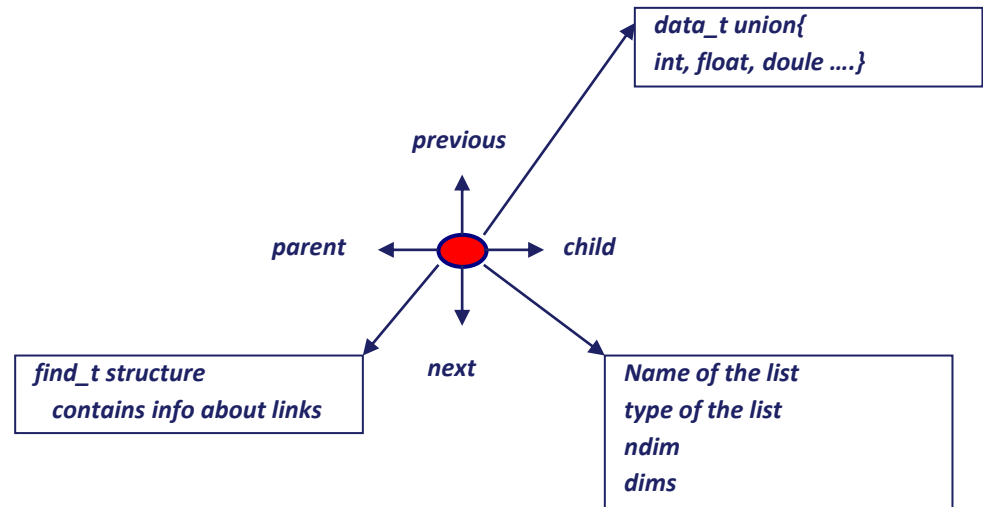 data_t union{
int, float, doule ....}
previous
parent
child
next
find_t structure
contains info about links
Name of the list
type of the list
ndim
dims